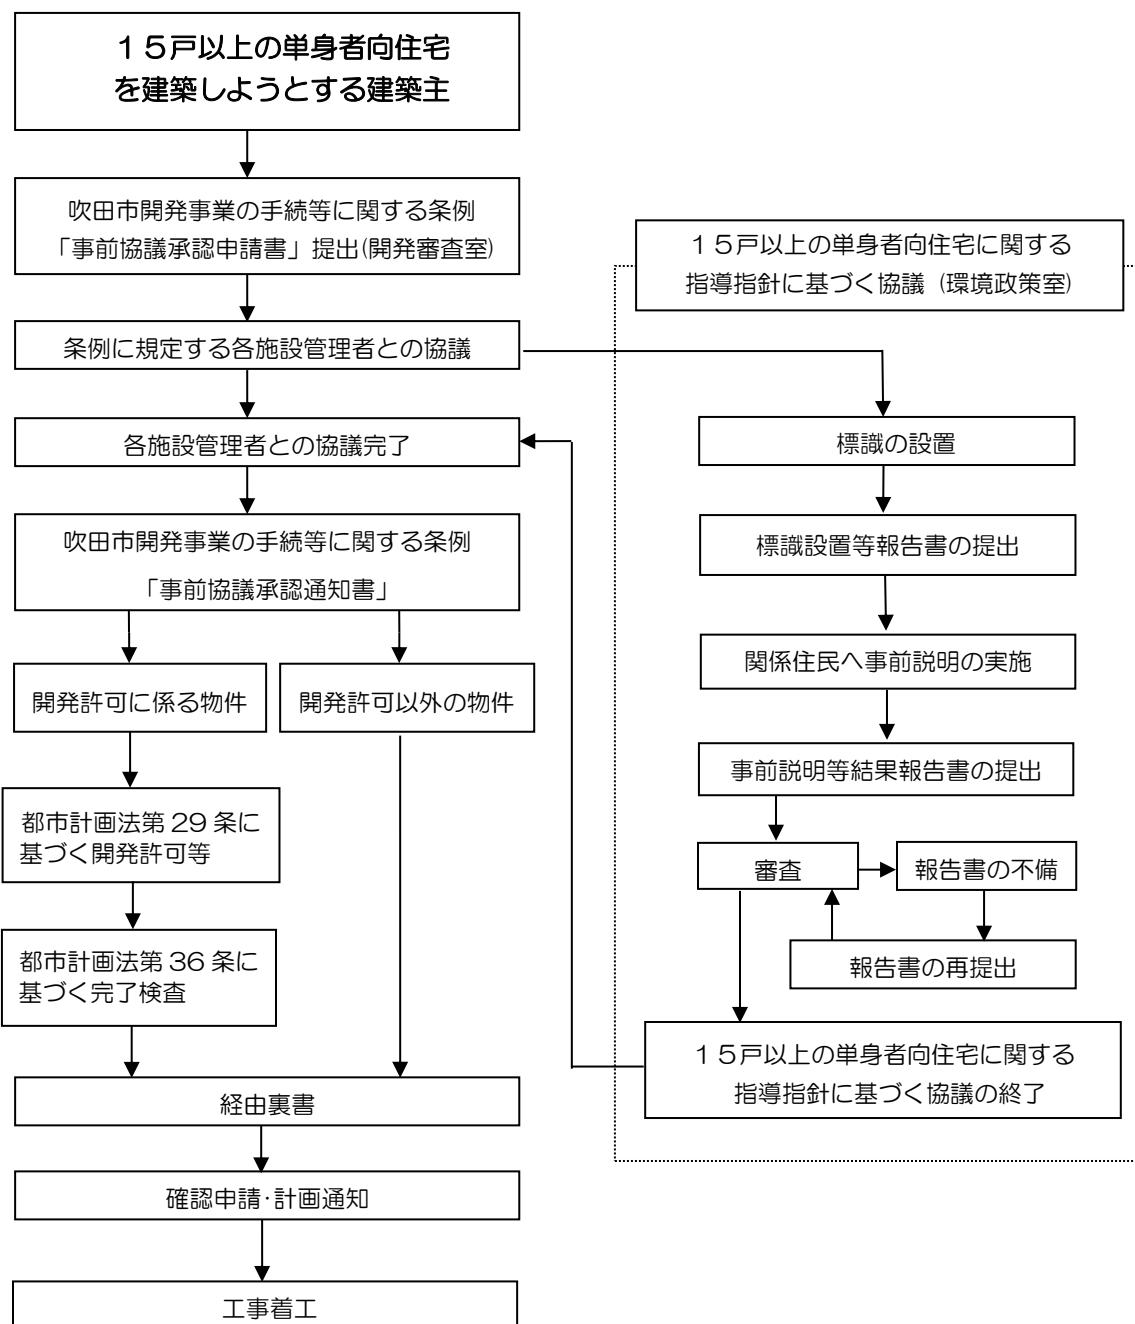 １５戸以上の単身者向住宅
を建築しようとする建築主
吹田市開発事業の手続等に関する条例
「事前協議承認申請書」提出(開発審査室)
条例に規定する各施設管理者との協議
各施設管理者との協議完了
吹田市開発事業の手続等に関する条例
「事前協議承認通知書」
開発許可に係る物件
開発許可以外の物件
都市計画法第29条に
基づく開発許可等
都市計画法第36条に
基づく完了検査
経由裏書
確認申請･計画通知
工事着工
１５戸以上の単身者向住宅に関する
指導指針に基づく協議 (環境政策室)
標識の設置
標識設置等報告書の提出
関係住民へ事前説明の実施
事前説明等結果報告書の提出
審査
報告書の不備
報告書の再提出
１５戸以上の単身者向住宅に関する
指導指針に基づく協議の終了